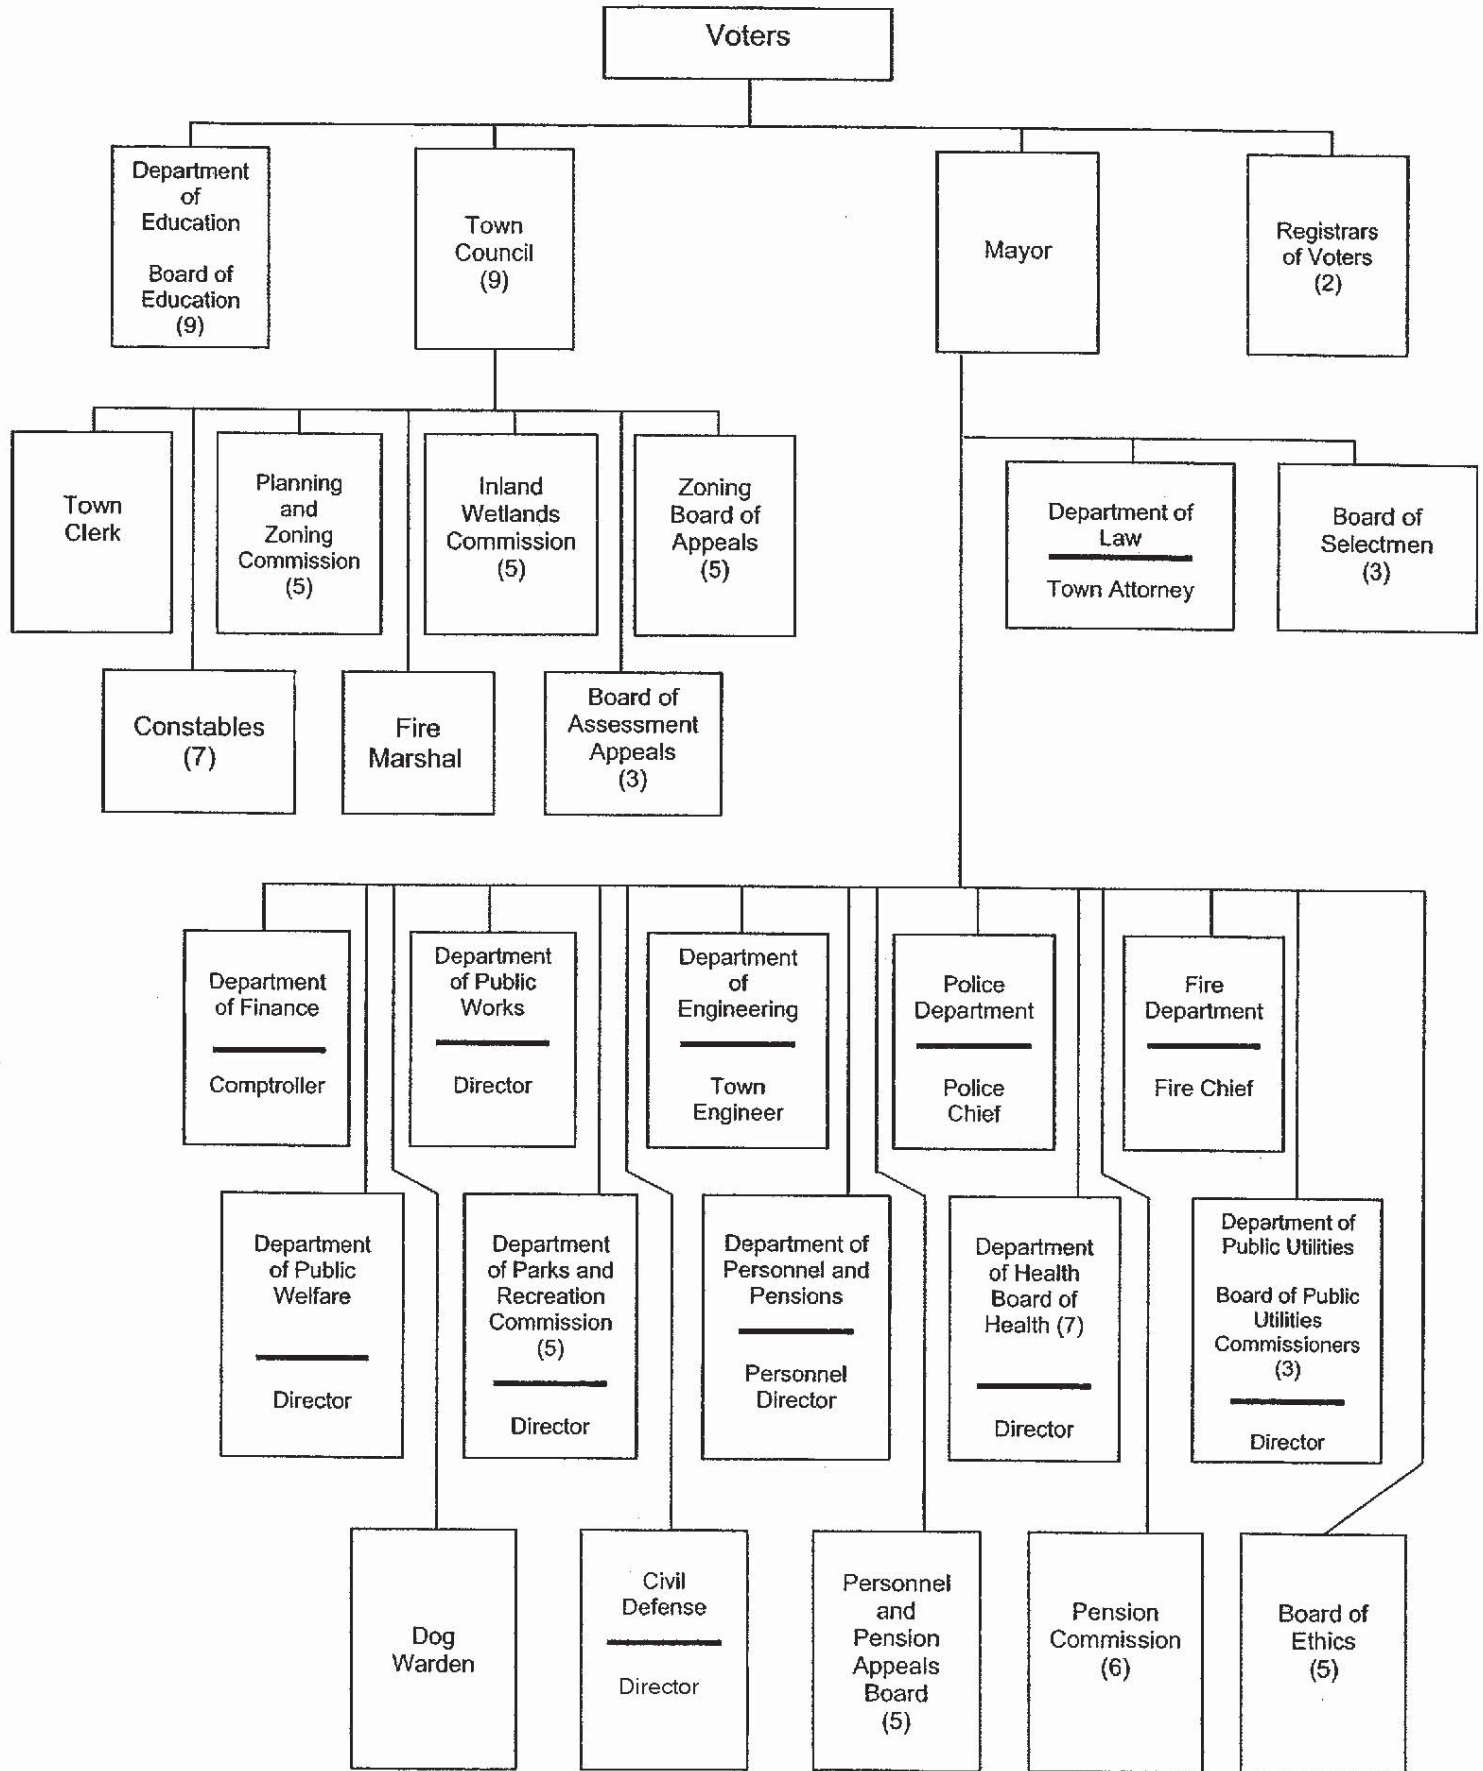 Voters
Department
of
Education
Board of
Education
(9)
Town
Council
(9)
Mayor
Registrars
of Voters
(2)
Town
Clerk
Planning
and
Zoning
Commission
(5)
Inland
Wetlands
Commission
(5)
Zoning
Board of
Appeals
(5)
Department of
Law
Town Attorney
Board of
Selectmen
(3)
Constables
(7)
Fire
Marshal
Board of
Assessment
Appeals
(3)
Department
of Finance
Comptroller
Department
of Public
Works
Director
Department
of
Engineering
Town
Engineer
Police
Department
Police
Chief
Fire
Department
Fire Chief
Department
of Public
Welfare
Director
Department
of Parks and
Recreation
Commission
(5)
Director
Department of
Personnel and
Pensions
Personnel
Director
Department
of Health
Board of
Health (7)
Director
Department of
Public Utilities
Board of Public
Utilities
Commissioners
(3)
Director
Dog
Warden
Civil
Defense
Director
Personnel
and
Pension
Appeals
Board
(5)
Pension
Commission
(6)
Board of
Ethics
(5)